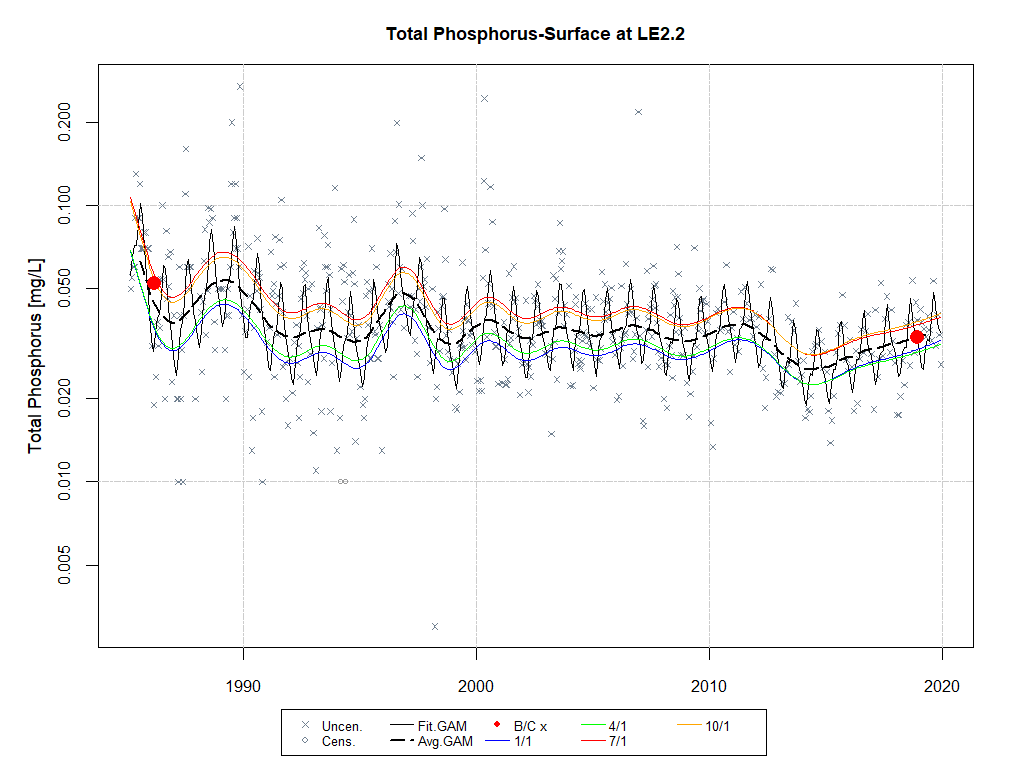 Total Phosphorus-Surface at LE2.2
Total Phosphorus [mg/L]
0.200
0.100
0.050
0.020
0.010
0.005
1990 2000 2010 2020
Uncen. Fit.GAM B/C x 4/1 10/1
Cens. Avg.GAM 1/1 7/1